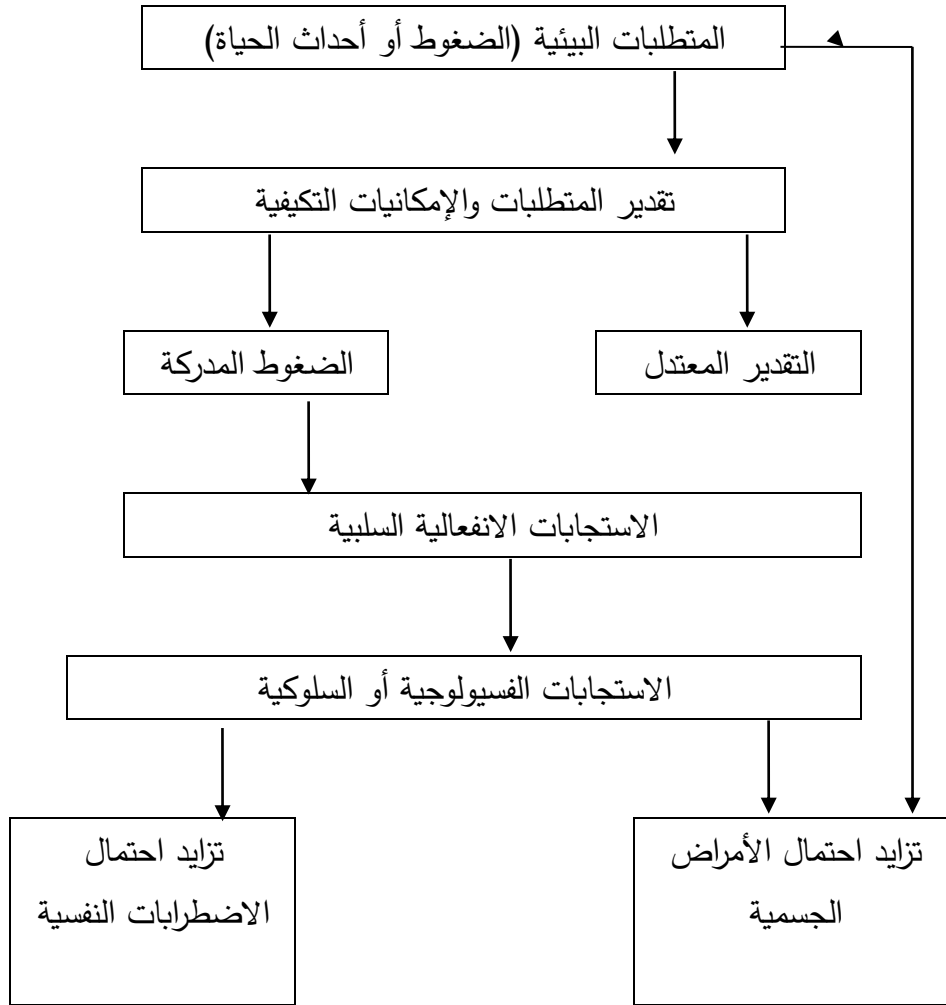 المتطلبات البيئية (الضغوط أو أحداث الحياة)
تقدير المتطلبات والإمكانيات التكيفية
التقدير المعتدل
الضغوط المدركة
الاستجابات الانفعالية السلبية
الاستجابات الفسيولوجية أو السلوكية
تزايد احتمال الأمراض
الجسمية
تزايد احتمال
الاضطرابات النفسية